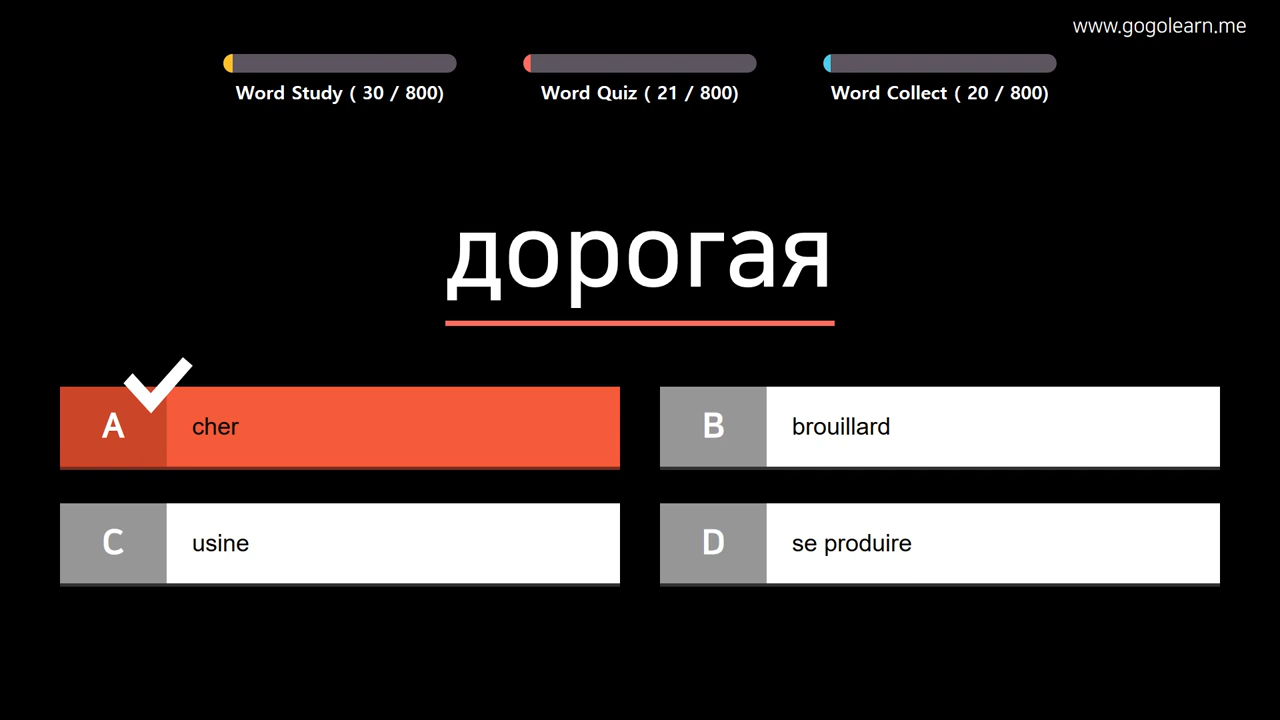 www.gogolearn.me
Word Study ( 30 / 800)
Word Quiz ( 21 / 800)
Word Collect ( 20 / 800)
дорогая
A cher
B brouillard
C usine
D se produire